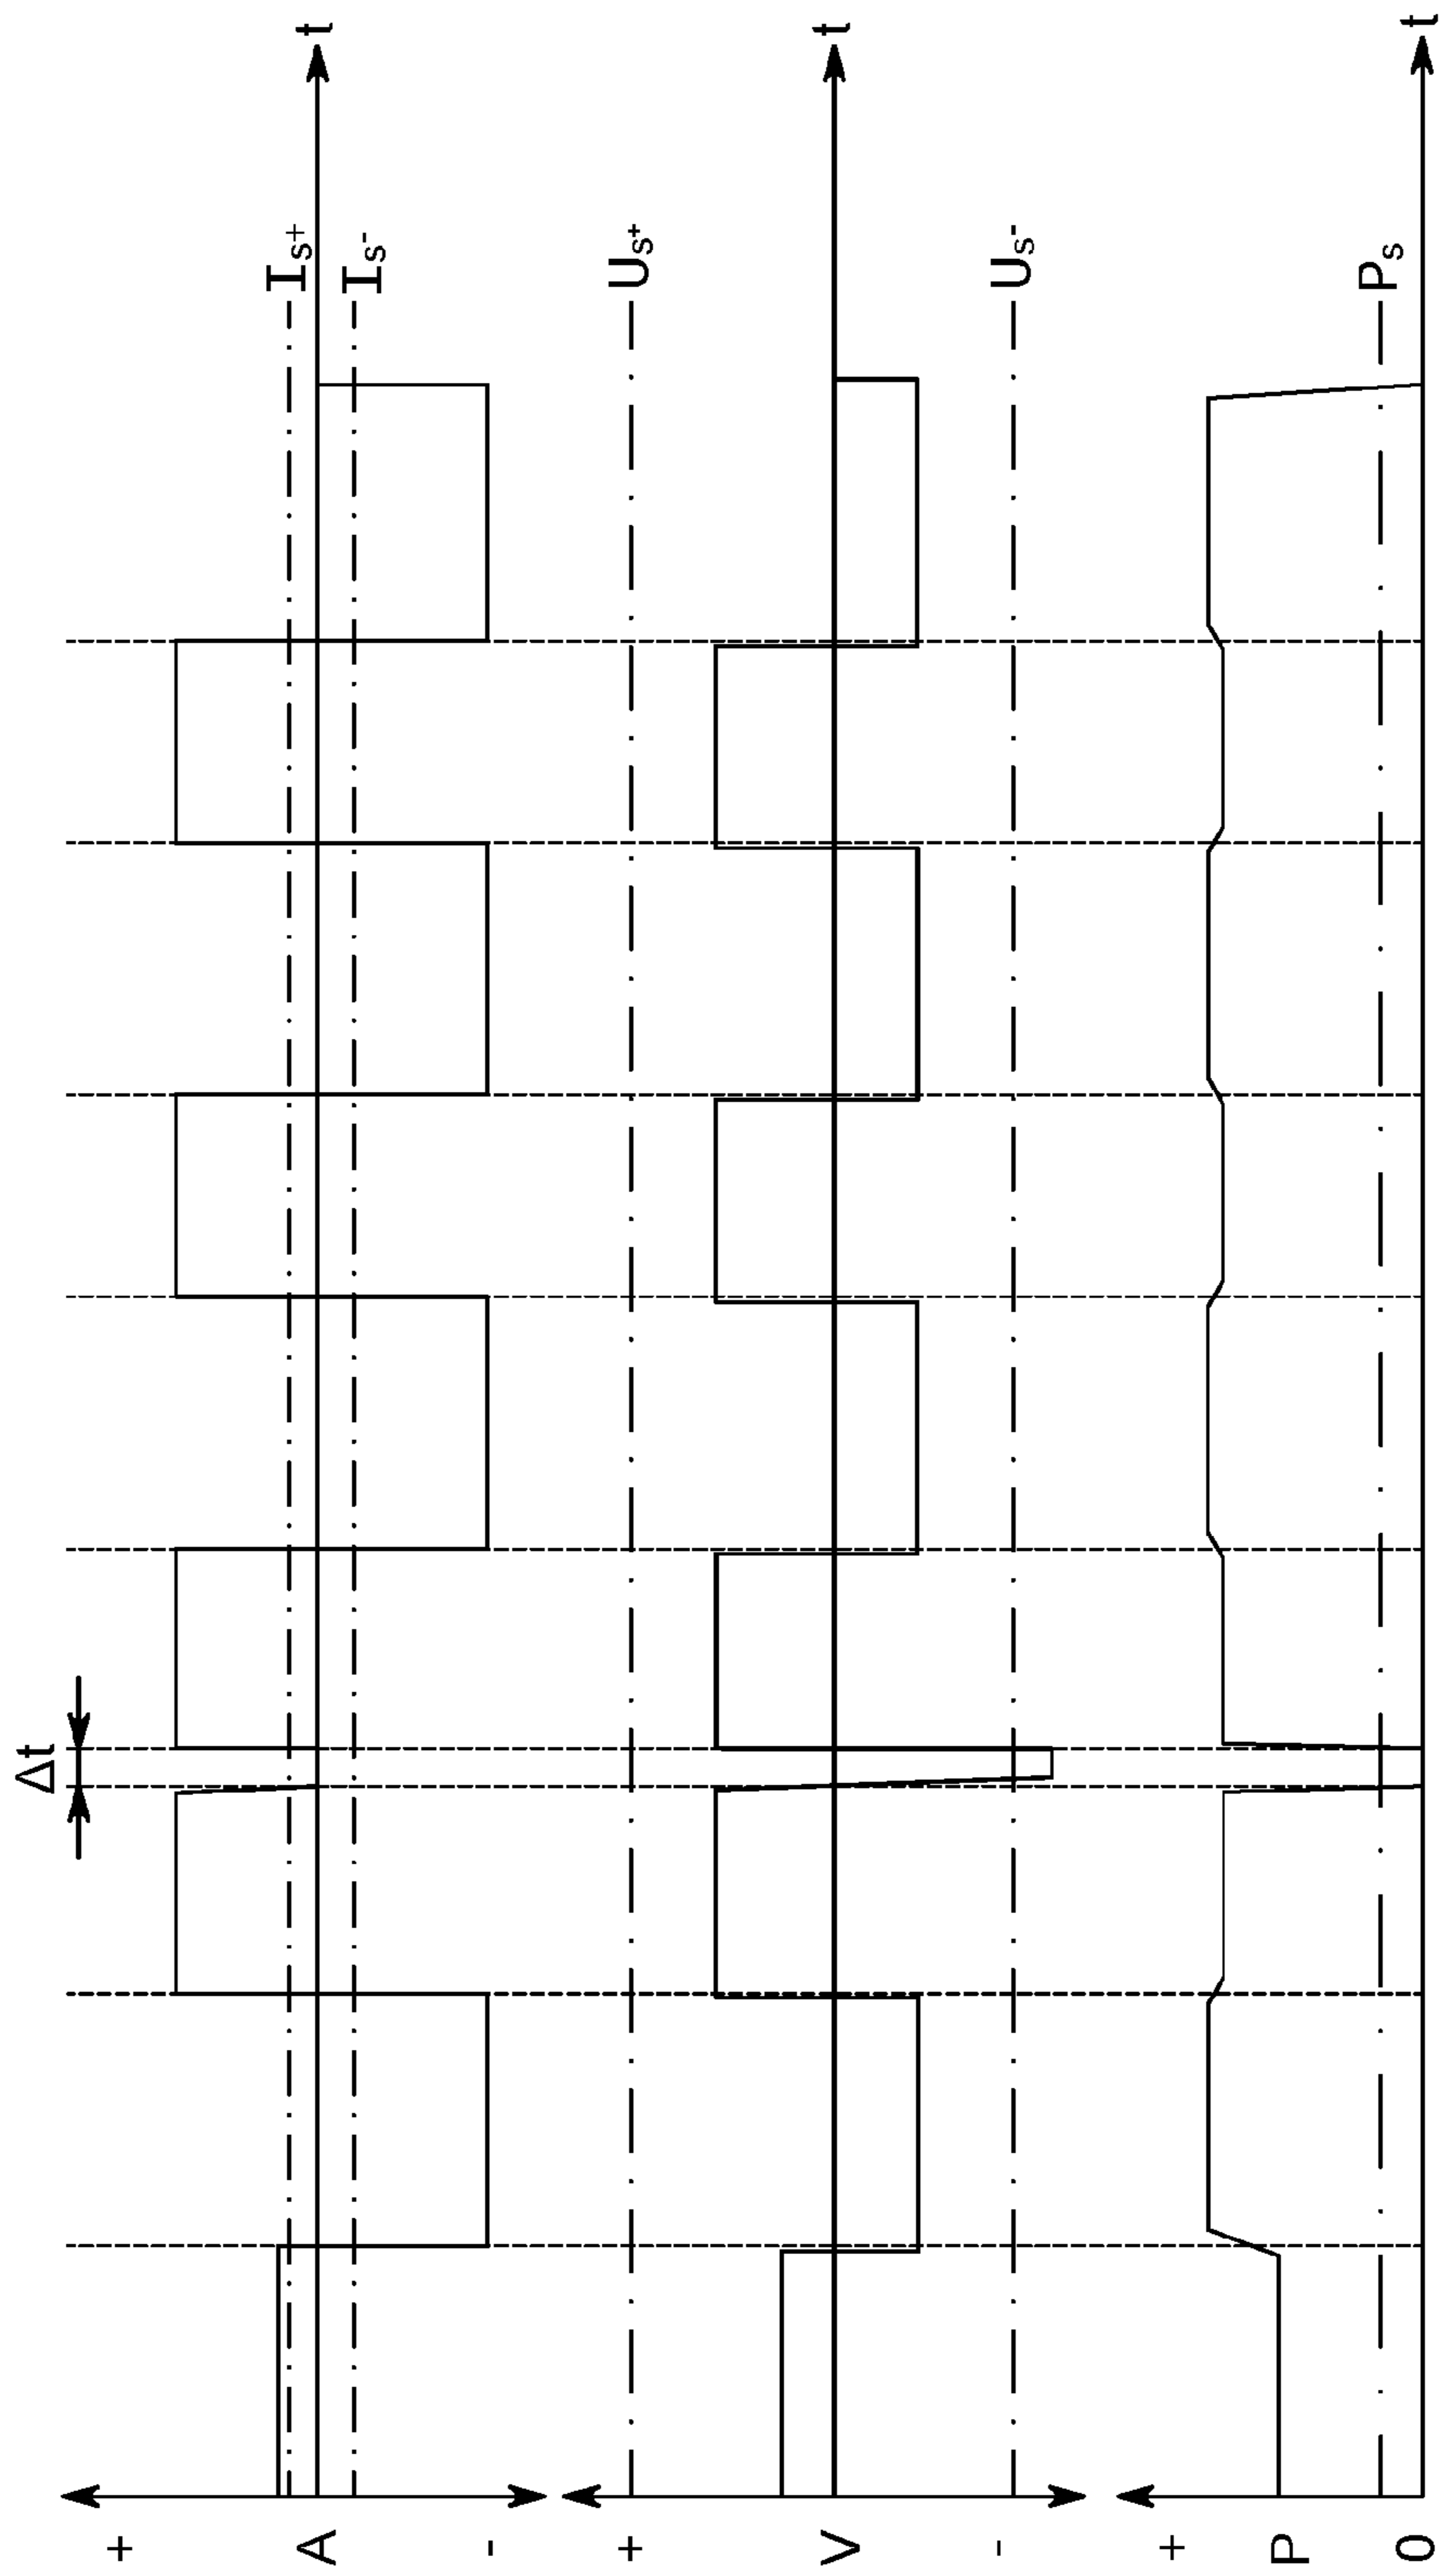 Δt
+
A
-
t
Is+
Is-
+
V
-
t
Us+
Us-
+
P
0
t
Ps